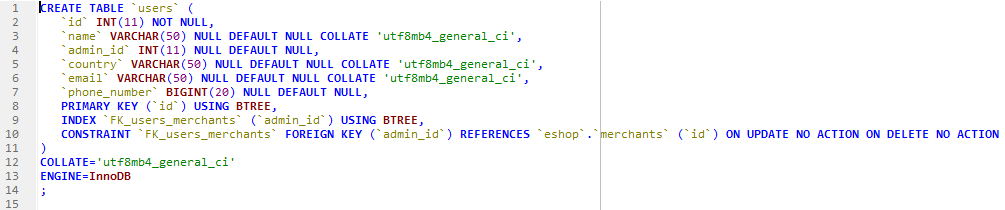 1 CREATE TABLE `users` (
2 `id` INT(11) NOT NULL,
3 `name` VARCHAR(50) NULL DEFAULT NULL COLLATE 'utf8mb4_general_ci',
4 `admin_id` INT(11) NULL DEFAULT NULL,
5 `country` VARCHAR(50) NULL DEFAULT NULL COLLATE 'utf8mb4_general_ci',
6 `email` VARCHAR(50) NULL DEFAULT NULL COLLATE 'utf8mb4_general_ci',
7 `phone_number` BIGINT(20) NULL DEFAULT NULL,
8 PRIMARY KEY (`id`) USING BTREE,
9 INDEX `FK_users_merchants` (`admin_id`) USING BTREE,
10 CONSTRAINT `FK_users_merchants` FOREIGN KEY (`admin_id`) REFERENCES `eshop`.`merchants` (`id`) ON UPDATE NO ACTION ON DELETE NO ACTION
11 )
12 COLLATE='utf8mb4_general_ci'
13 ENGINE=InnoDB
14 ;
15